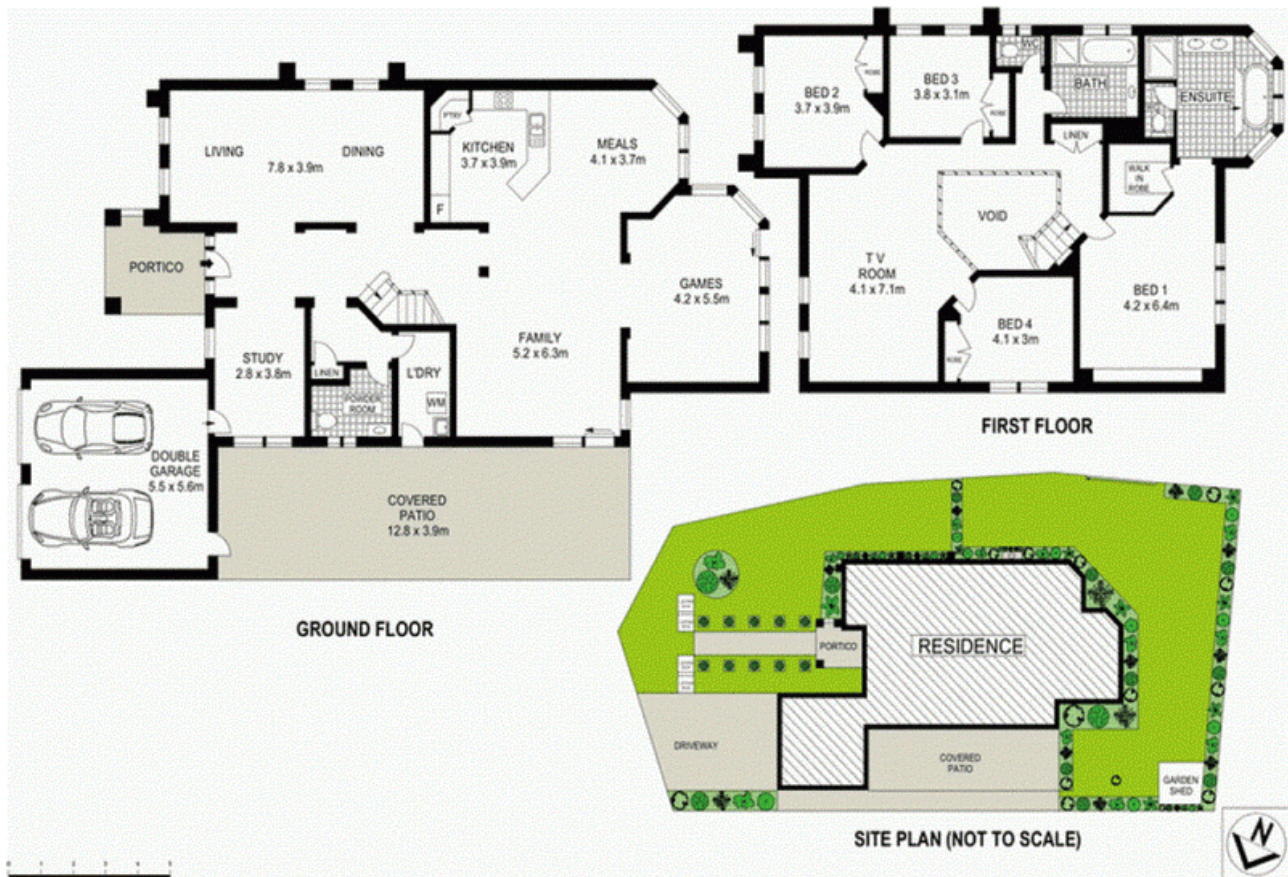 LIVING
DINING
7.8 x 3.9m
PTRY
KITCHEN
3.7 x 3.9m
F
MEALS
4.1 x 3.7m
PORTICO
GAMES
4.2 x 5.5m
STUDY
2.8 x 3.8m
LINEN
POWDER
ROOM
L'DRY
WM
FAMILY
5.2 x 6.3m
DOUBLE
GARAGE
5.5 x 5.6m
COVERED
PATIO
12.8 x 3.9m
GROUND FLOOR
BED 2
3.7 x 3.9m
ROBE
BED 3
3.8 x 3.1m
ROBE
WC
BATH
ENSUITE
LINEN
WALK
IN
ROBE
VOID
T V
ROOM
4.1 x 7.1m
BED 4
4.1 x 3m
ROBE
BED 1
4.2 x 6.4m
FIRST FLOOR
PORTICO
RESIDENCE
DRIVEWAY
COVERED
PATIO
GARDEN
SHED
SITE PLAN (NOT TO SCALE)
N